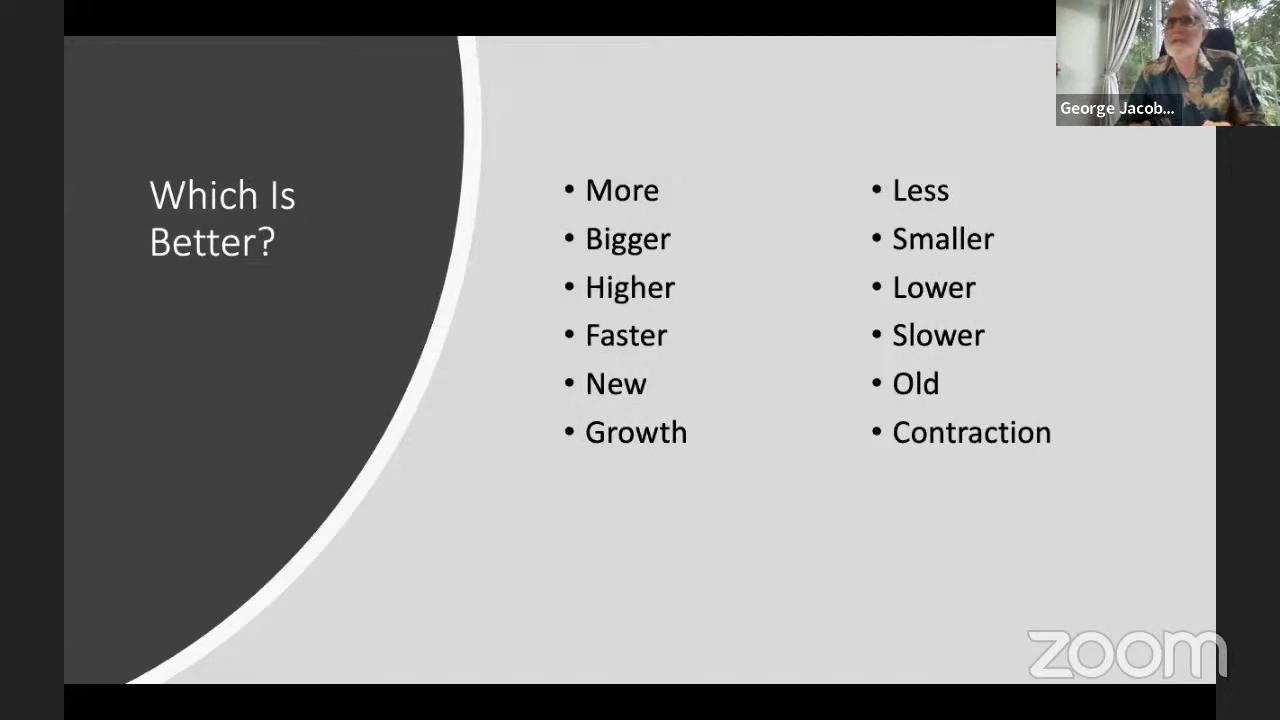 George Jacob...
Which Is
Better?
• More
• Bigger
• Higher
• Faster
• New
• Growth
• Less
• Smaller
• Lower
• Slower
• Old
• Contraction
zoom